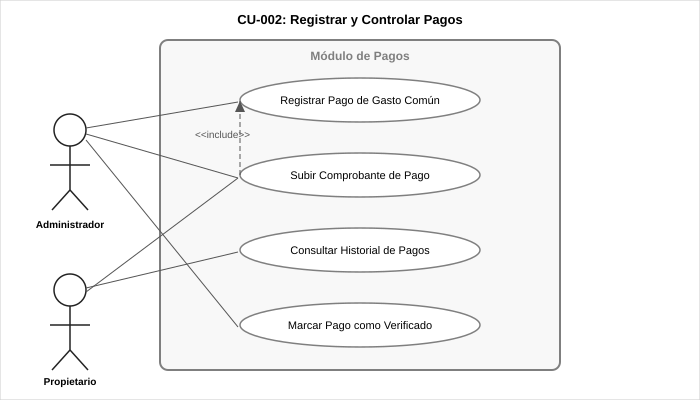 CU-002: Registrar y Controlar Pagos
Módulo de Pagos
Registrar Pago de Gasto Común
<<include>>
Subir Comprobante de Pago
Administrador
Consultar Historial de Pagos
Marcar Pago como Verificado
Propietario